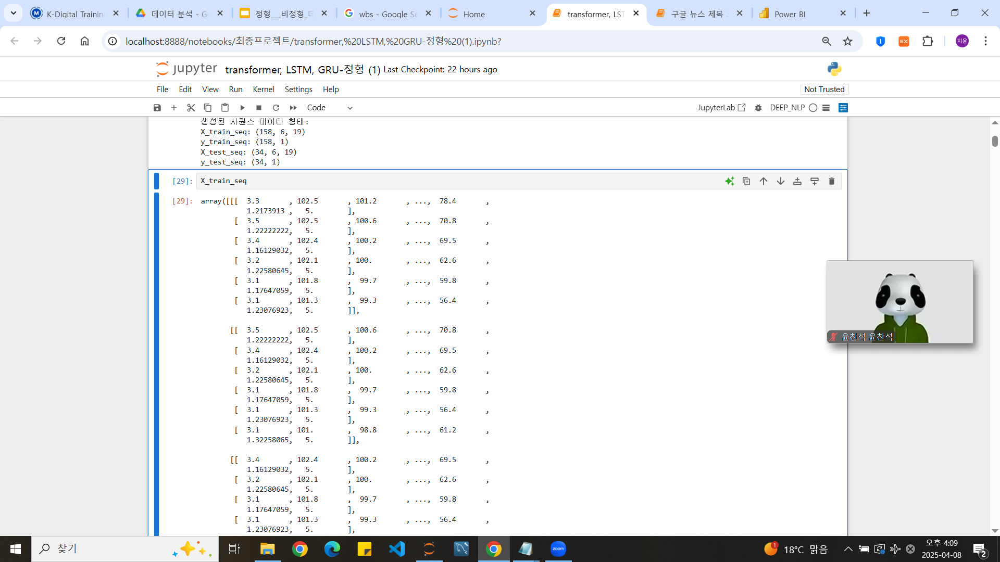 K-Digital Training
데이터 분석 - Go
정형___비정형_데
wbs - Google Se
Home
transformer, LST
구글 뉴스 제목
Power BI
localhost:8888/notebooks/최종프로젝트/transformer,%20LSTM,%20GRU-정형%20(1).ipynb?
EX
지윤
jupyter transformer, LSTM, GRU-정형 (1) Last Checkpoint: 22 hours ago
File Edit View Run Kernel Settings Help
Not Trusted
Code
JupyterLab
DEEP_NLP
생성된 시퀀스 데이터 형태:
X_train_seq: (158, 6, 19)
y_train_seq: (158, 1)
X_test_seq: (34, 6, 19)
y_test_seq: (34, 1)
[29]: X_train_seq
[29]: array([[[ 3.3 , 102.5 , 101.2 , ..., 78.4 ,
1.2173913 , 5. ],
[ 3.5 , 102.5 , 100.6 , ..., 70.8 ,
1.22222222, 5. ],
[ 3.4 , 102.4 , 100.2 , ..., 69.5 ,
1.16129032, 5. ],
[ 3.2 , 102.1 , 100. , ..., 62.6 ,
1.22580645, 5. ],
[ 3.1 , 101.8 , 99.7 , ..., 59.8 ,
1.17647059, 5. ],
[ 3.1 , 101.3 , 99.3 , ..., 56.4 ,
1.23076923, 5. ]],
[[ 3.5 , 102.5 , 100.6 , ..., 70.8 ,
1.22222222, 5. ],
[ 3.4 , 102.4 , 100.2 , ..., 69.5 ,
1.16129032, 5. ],
[ 3.2 , 102.1 , 100. , ..., 62.6 ,
1.22580645, 5. ],
[ 3.1 , 101.8 , 99.7 , ..., 59.8 ,
1.17647059, 5. ],
[ 3.1 , 101.3 , 99.3 , ..., 56.4 ,
1.23076923, 5. ],
[ 3.1 , 101. , 98.8 , ..., 61.2 ,
1.32258065, 5. ]],
[[ 3.4 , 102.4 , 100.2 , ..., 69.5 ,
1.16129032, 5. ],
[ 3.2 , 102.1 , 100. , ..., 62.6 ,
1.22580645, 5. ],
[ 3.1 , 101.8 , 99.7 , ..., 59.8 ,
1.17647059, 5. ],
[ 3.1 , 101.3 , 99.3 , ..., 56.4 ,
1.23076923, 5. ],
윤찬석 윤찬석
찾기
zoom
1
18°C 맑음
오후 4:09
2025-04-08
2